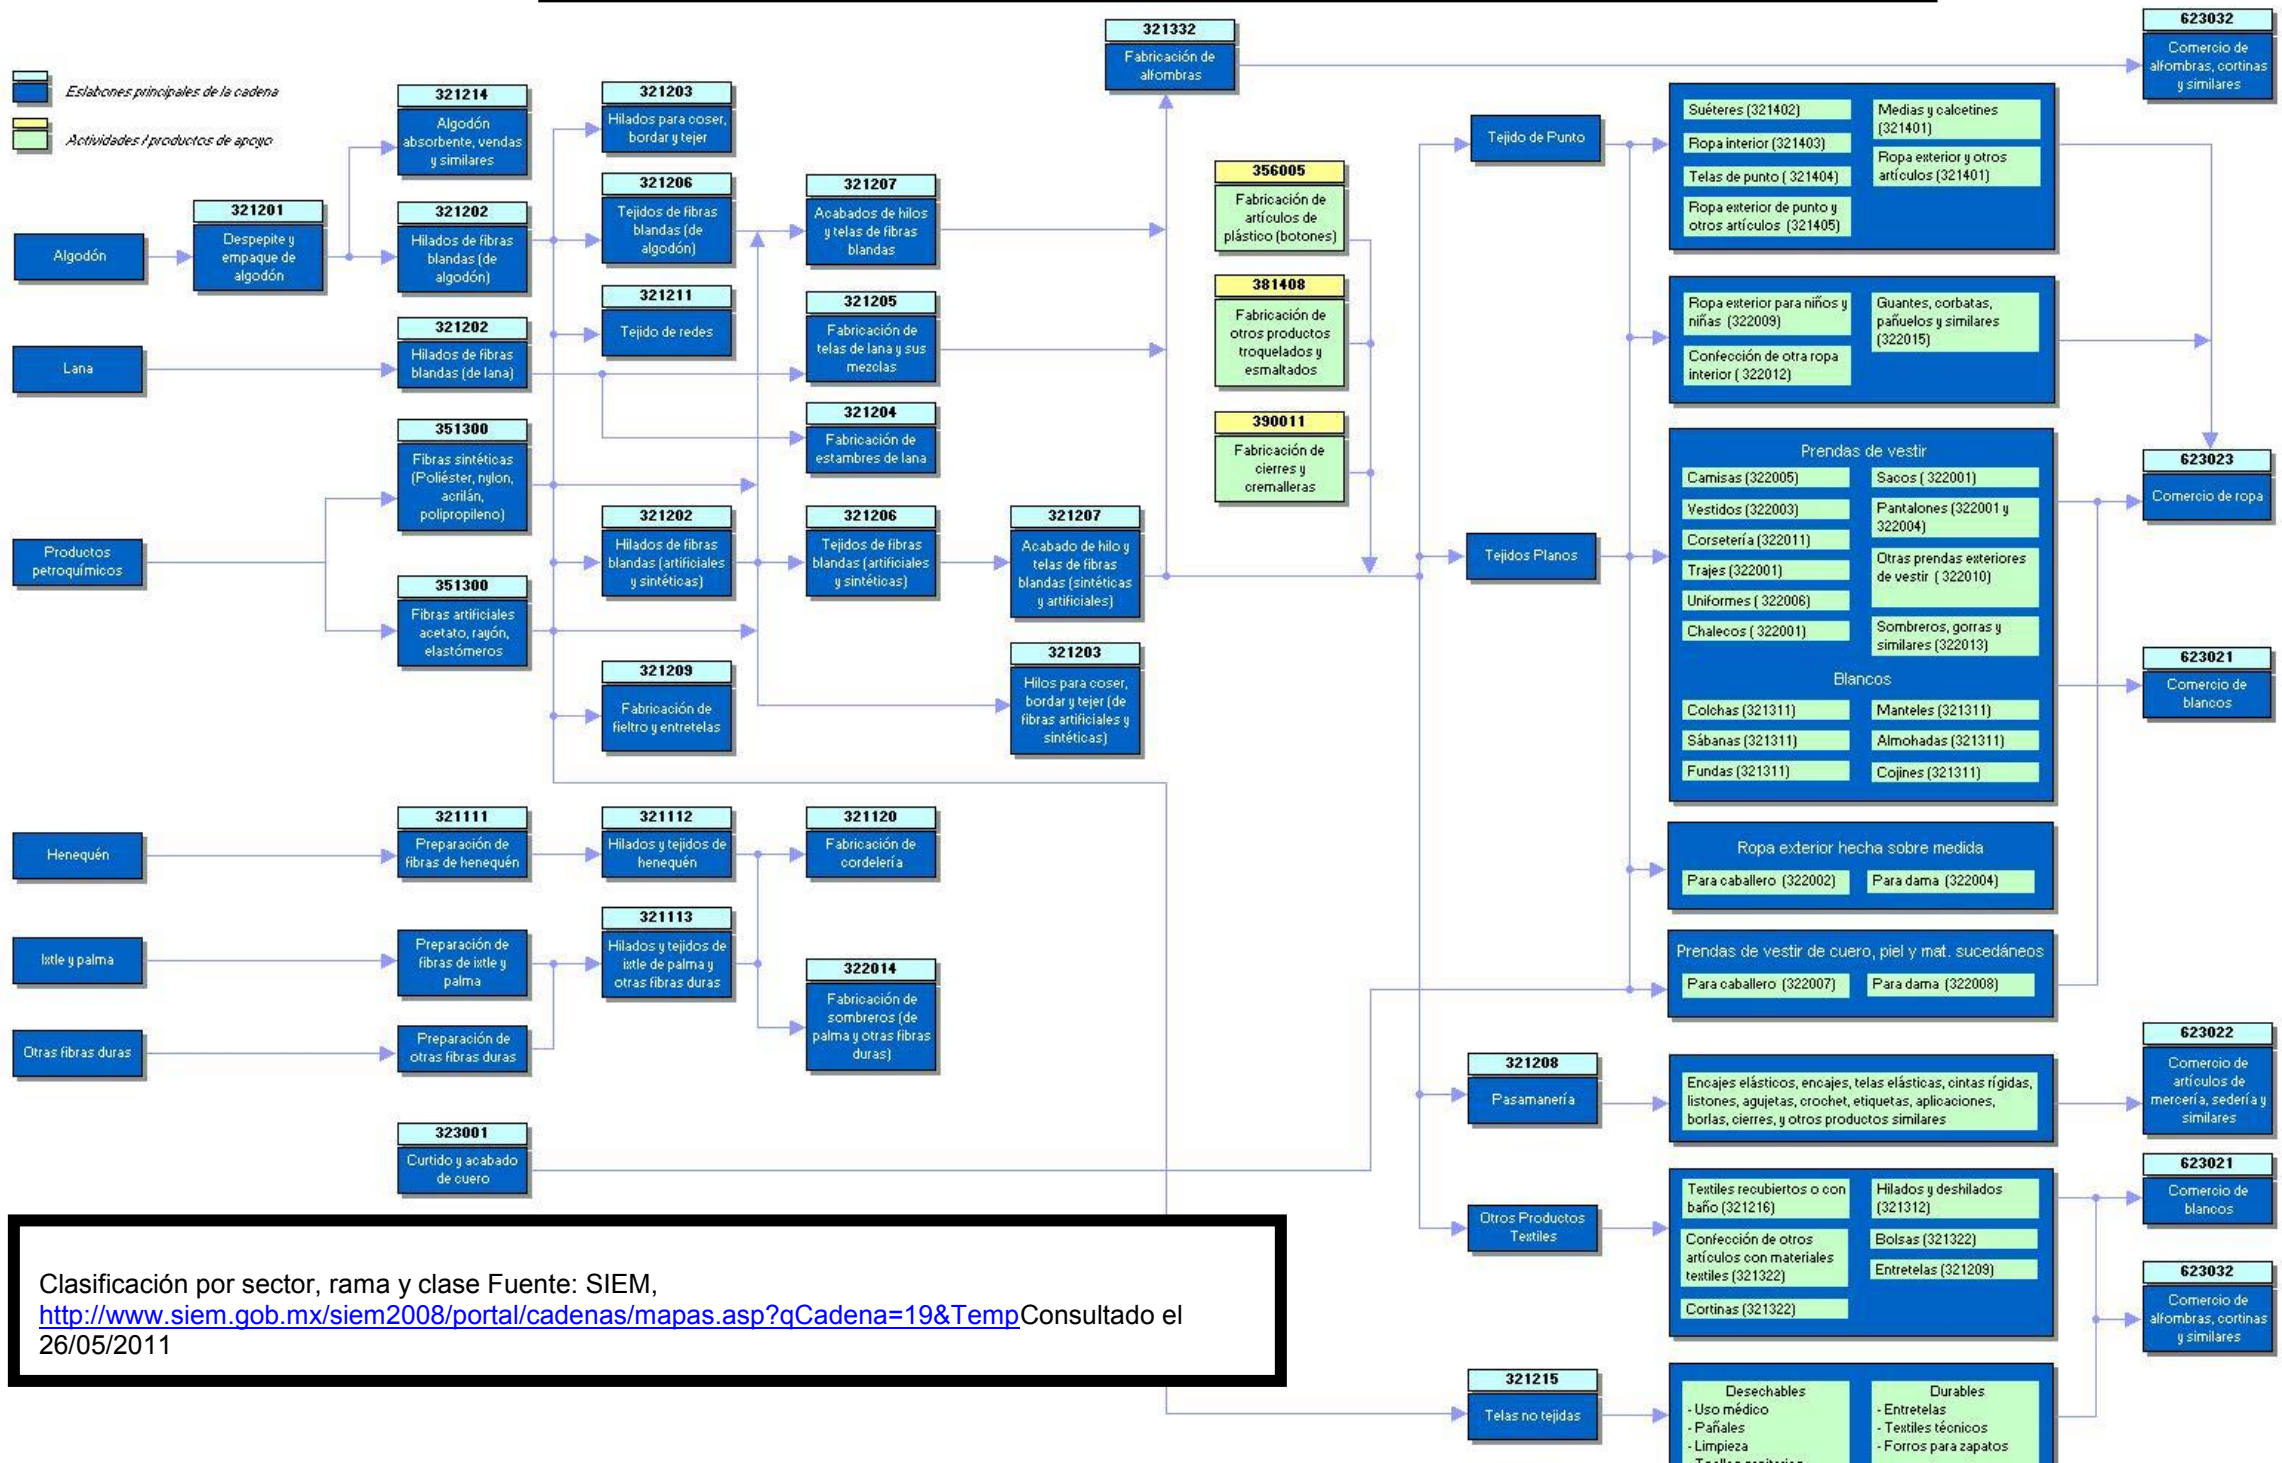 Eslabones principales de la cadena
Actividades / productos de apoyo
Algodón
321201
Despepite y
empaque de
algodón
Lana
Productos
petroquímicos
Henequén
Ixtle y palma
Otras fibras duras
321214
Algodón
absorbente, vendas
y similares
321202
Hilados de fibras
blandas (de
algodón)
321202
Hilados de fibras
blandas (de lana)
351300
Fibras sintéticas
(Poliéster, nylon,
acrilán,
polipropileno)
351300
Fibras artificiales
acetato, rayón,
elastómeros
321111
Preparación de
fibras de henequén
Preparación de
fibras de ixtle y
palma
Preparación de
otras fibras duras
323001
Curtido y acabado
de cuero
321203
Hilados para coser,
bordar y tejer
321206
Tejidos de fibras
blandas (de
algodón)
321211
Tejido de redes
321202
Hilados de fibras
blandas (artificiales
y sintéticas)
321209
Fabricación de
fieltro y entretelas
321112
Hilados y tejidos de
henequén
321113
Hilados y tejidos de
ixtle de palma y
otras fibras duras
321207
Acabados de hilos
y telas de fibras
blandas
321205
Fabricación de
telas de lana y sus
mezclas
321204
Fabricación de
estambres de lana
321206
Tejidos de fibras
blandas (artificiales
y sintéticas)
321120
Fabricación de
cordelería
322014
Fabricación de
sombreros (de
palma y otras fibras
duras)
321207
Acabado de hilo y
telas de fibras
blandas (sintéticas
y artificiales)
321203
Hilos para coser,
bordar y tejer (de
fibras artificiales y
sintéticas)
321332
Fabricación de
alfombras
356005
Fabricación de
artículos de
plástico (botones)
381408
Fabricación de
otros productos
troquelados y
esmaltados
390011
Fabricación de
cierres y
cremalleras
Tejido de Punto
Tejidos Planos
321208
Pasamanería
Otros Productos
Textiles
321215
Telas no tejidas
Suéteres (321402)
Ropa interior (321403)
Telas de punto ( 321404)
Ropa exterior de punto y
otros artículos (321405)
Medias y calcetines
(321401)
Ropa exterior y otros
artículos (321401)
Ropa exterior para niños y
niñas (322009)
Confección de otra ropa
interior ( 322012)
Guantes, corbatas,
pañuelos y similares
(322015)
Prendas de vestir
Camisas (322005)
Vestidos (322003)
Corsetería (322011)
Trajes (322001)
Uniformes ( 322006)
Chalecos ( 322001)
Sacos ( 322001)
Pantalones (322001 y
322004)
Otras prendas exteriores
de vestir ( 322010)
Sombreros, gorras y
similares (322013)
Blancos
Colchas (321311)
Sábanas (321311)
Fundas (321311)
Manteles (321311)
Almohadas (321311)
Cojines (321311)
Ropa exterior hecha sobre medida
Para caballero (322002)
Para dama (322004)
Prendas de vestir de cuero, piel y mat. sucedáneos
Para caballero (322007)
Para dama (322008)
Encajes elásticos, encajes, telas elásticas, cintas rígidas,
listones, agujetas, crochet, etiquetas, aplicaciones,
borlas, cierres, y otros productos similares
Textiles recubiertos o con
baño (321216)
Confección de otros
artículos con materiales
textiles (321322)
Cortinas (321322)
Hilados y deshilados
(321312)
Bolsas (321322)
Entretelas (321209)
Desechables
- Uso médico
- Pañales
- Limpieza
Durables
- Entretelas
- Textiles técnicos
- Forros para zapatos
623032
Comercio de
alfombras, cortinas
y similares
623023
Comercio de ropa
623021
Comercio de
blancos
623022
Comercio de
artículos de
mercería, sedería y
similares
623021
Comercio de
blancos
623032
Comercio de
alfombras, cortinas
y similares
Clasificación por sector, rama y clase Fuente: SIEM,
http://www.siem.gob.mx/siem2008/portal/cadenas/mapas.asp?qCadena=19&TempConsultado el
26/05/2011